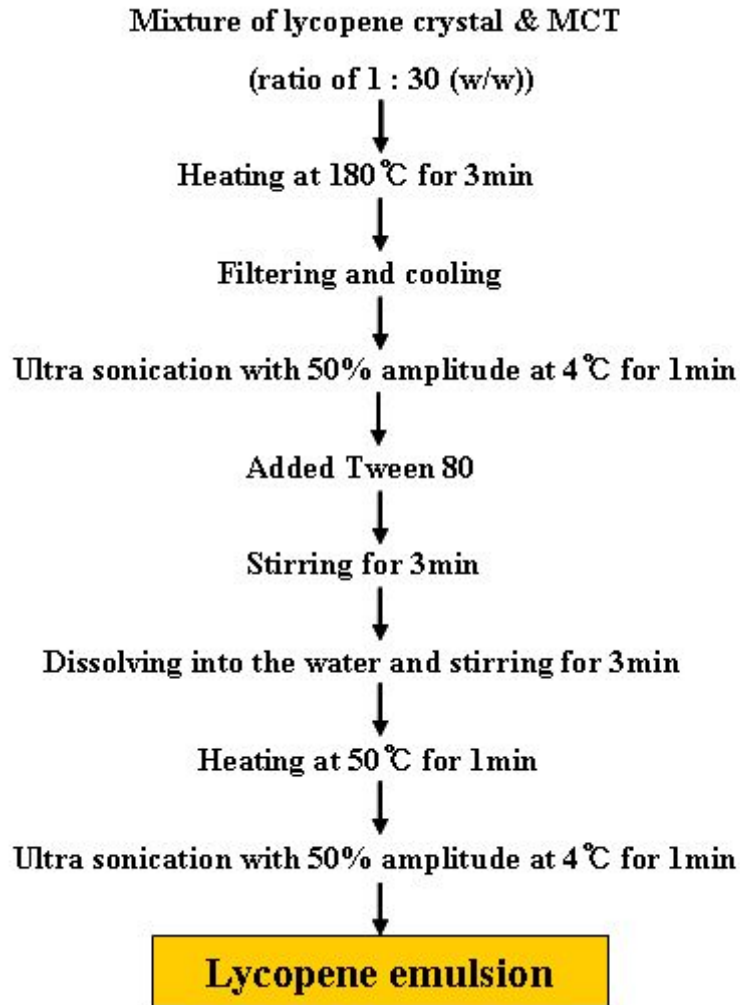 Mixture of lycopene crystal & MCT
(ratio of 1 : 30 (w/w))
Heating at 180℃ for 3min
Filtering and cooling
Ultra sonication with 50% amplitude at 4℃ for 1min
Added Tween 80
Stirring for 3min
Dissolving into the water and stirring for 3min
Heating at 50℃ for 1min
Ultra sonication with 50% amplitude at 4℃ for 1min
Lycopene emulsion